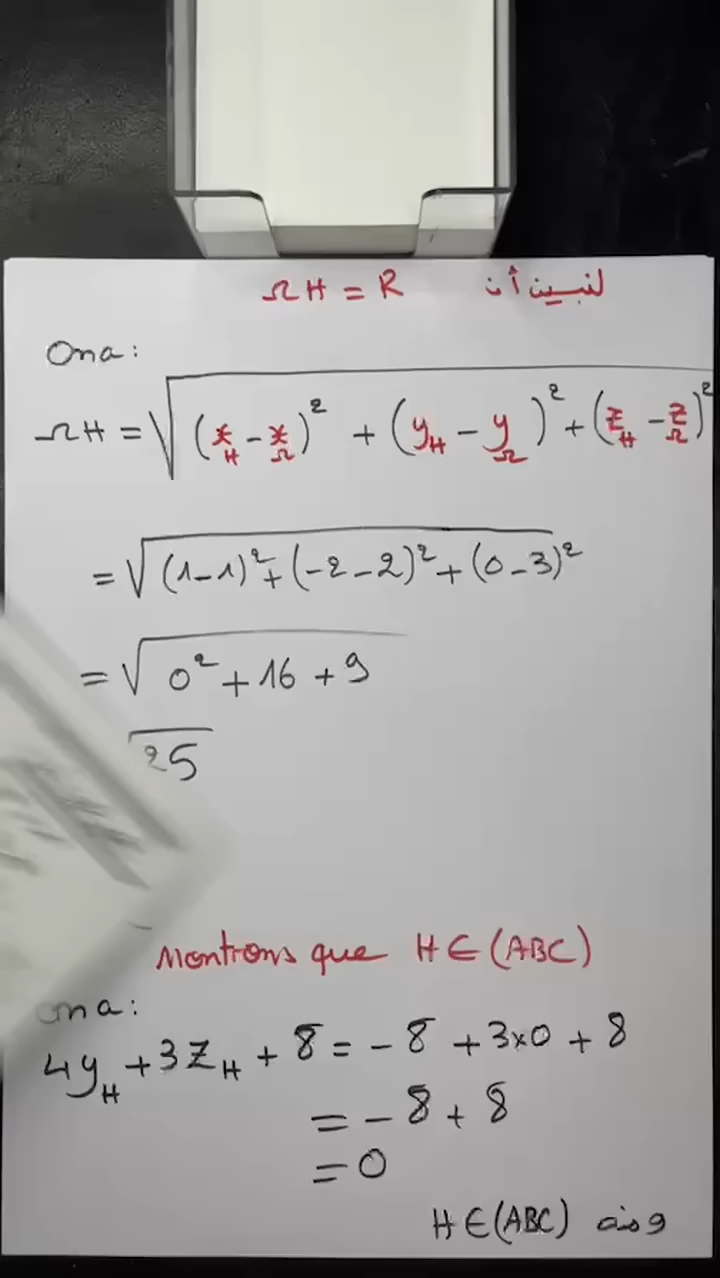 لنبين أن ΩH = R
On a :
ΩH = √((x_H - x_Ω)² + (y_H - y_Ω)² + (z_H - z_Ω)²)
= √((1-1)² + (-2-2)² + (0-3)²)
= √(0² + 16 + 9)
√25
Montrons que H ∈ (ABC)
On a :
4y_H + 3z_H + 8 = -8 + 3×0 + 8
= -8 + 8
= 0
ومنه H ∈ (ABC)